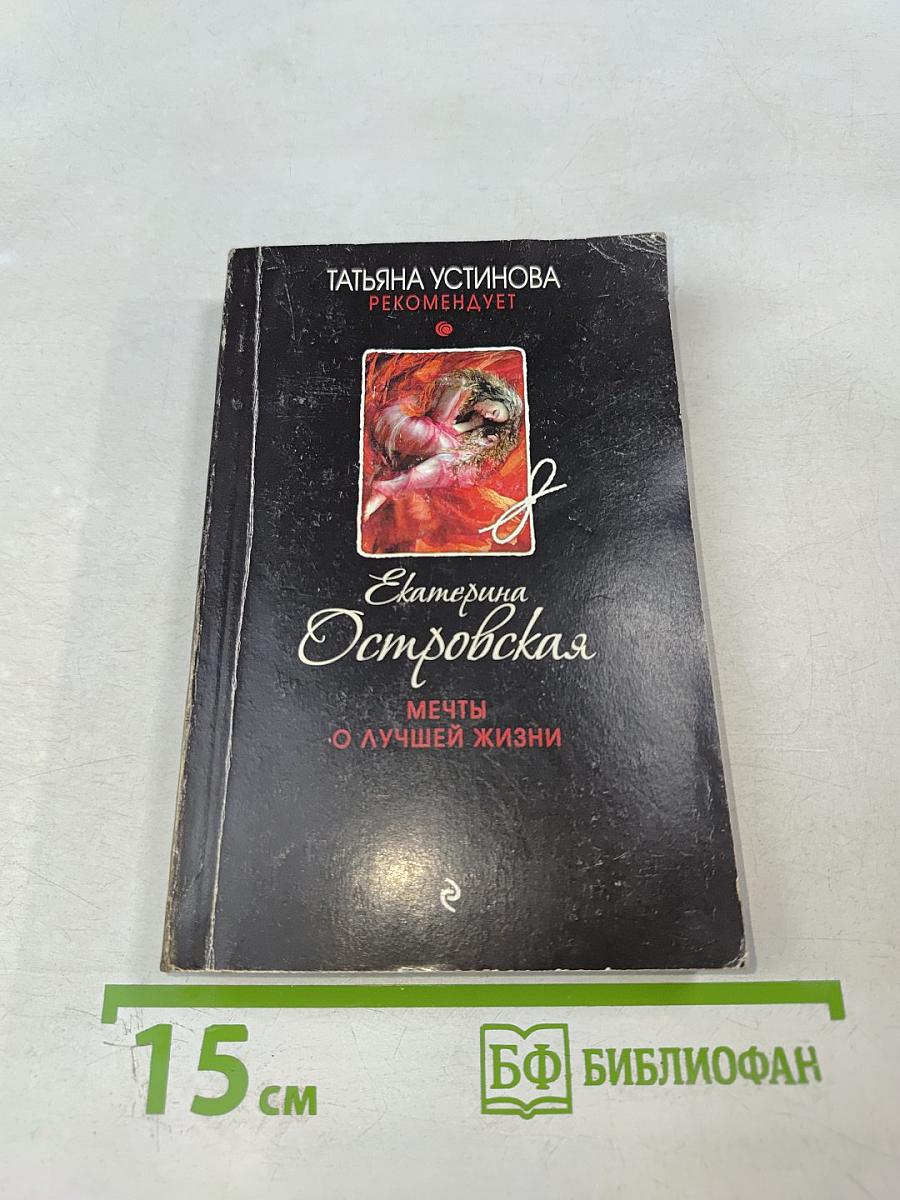 ТАТЬЯНА УСТИНОВА
РЕКОМЕНДУЕТ
Екатерина
Островская
МЕЧТЫ
О ЛУЧШЕЙ ЖИЗНИ
15 см
БФ БИБЛИОФАН